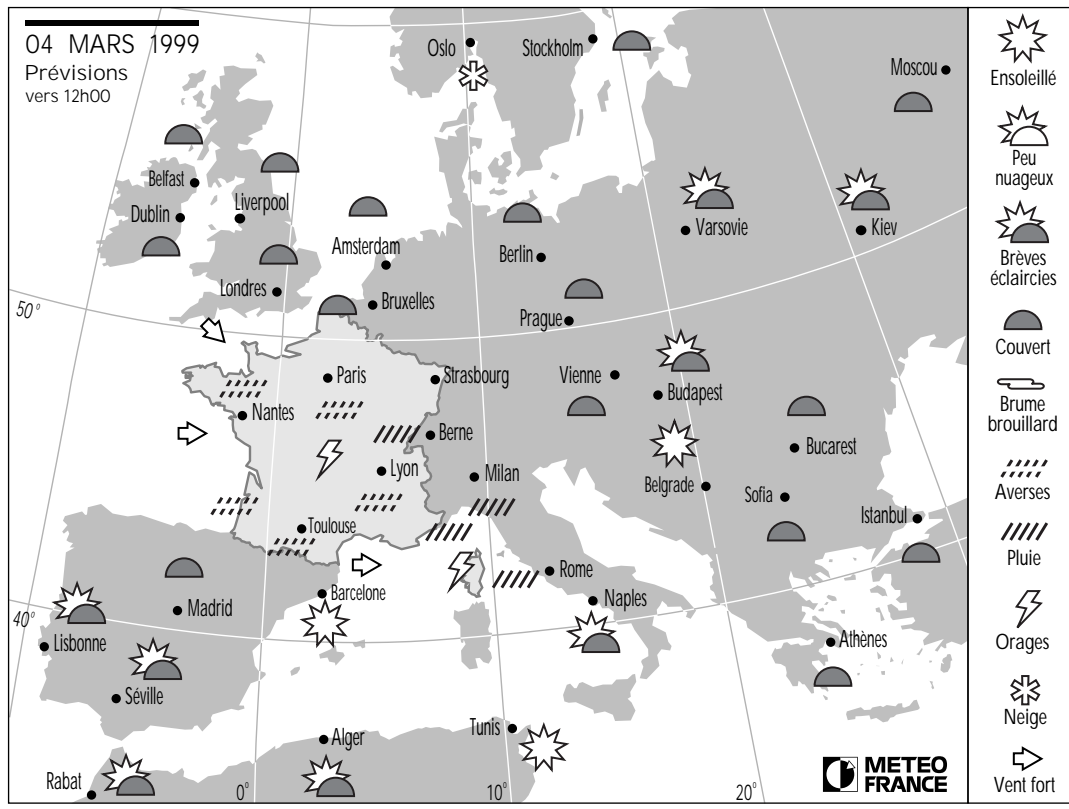 04 MARS 1999
Prévisions
vers 12h00
Oslo
Stockholm
Moscou
Belfast
Dublin
Liverpool
Amsterdam
Londres
Bruxelles
Berlin
Varsovie
Kiev
Prague
50°
Paris
Strasbourg
Vienne
Budapest
Nantes
Berne
Bucarest
Lyon
Milan
Belgrade
Sofia
Istanbul
Toulouse
Rome
Barcelone
Naples
Madrid
40°
Lisbonne
Athènes
Séville
Tunis
Alger
Rabat
0°
10°
20°
METEO
FRANCE
Ensoleillé
Peu
nuageux
Brèves
éclaircies
Couvert
Brume
brouillard
Averses
Pluie
Orages
Neige
Vent fort